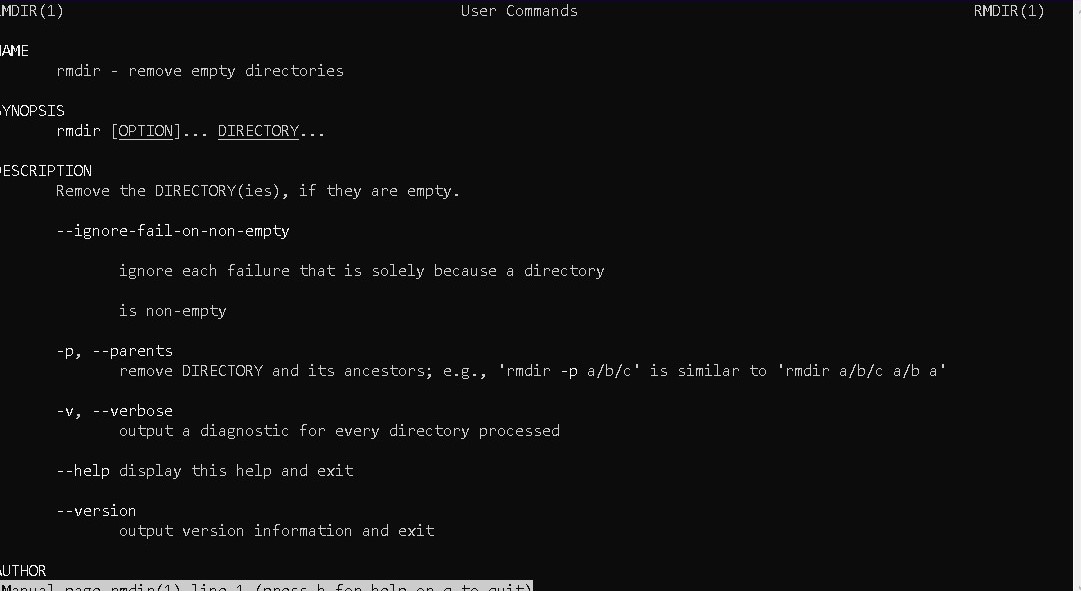 MDIR(1) User Commands RMDIR(1)
NAME
rmdir - remove empty directories
SYNOPSIS
rmdir [OPTION]... DIRECTORY...
DESCRIPTION
Remove the DIRECTORY(ies), if they are empty.
--ignore-fail-on-non-empty
ignore each failure that is solely because a directory
is non-empty
-p, --parents
remove DIRECTORY and its ancestors; e.g., 'rmdir -p a/b/c' is similar to 'rmdir a/b/c a/b a'
-v, --verbose
output a diagnostic for every directory processed
--help display this help and exit
--version
output version information and exit
AUTHOR
Manual page rmdir(1) line 1 (press h for help or q to quit)